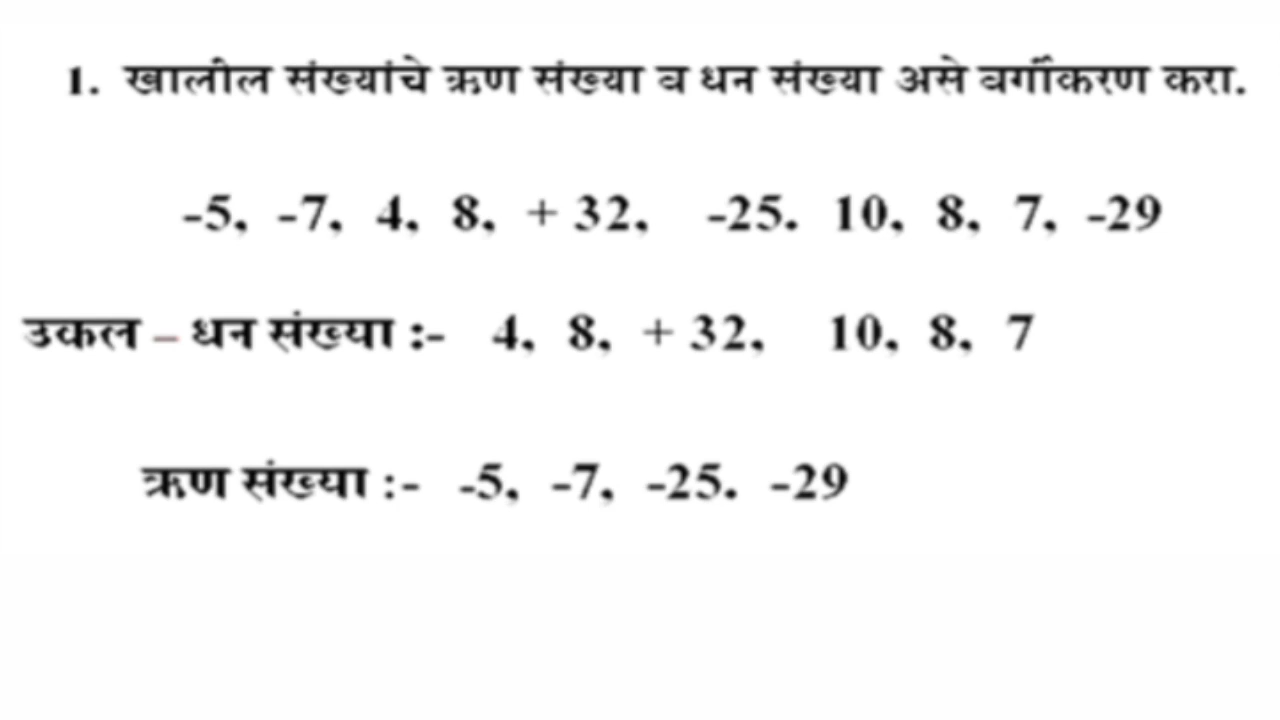 1. खालील संख्यांचे ऋण संख्या व धन संख्या असे वर्गीकरण करा.
-5, -7, 4, 8, + 32, -25. 10, 8, 7, -29
उकल – धन संख्या :- 4, 8, + 32, 10, 8, 7
ऋण संख्या :- -5, -7, -25. -29